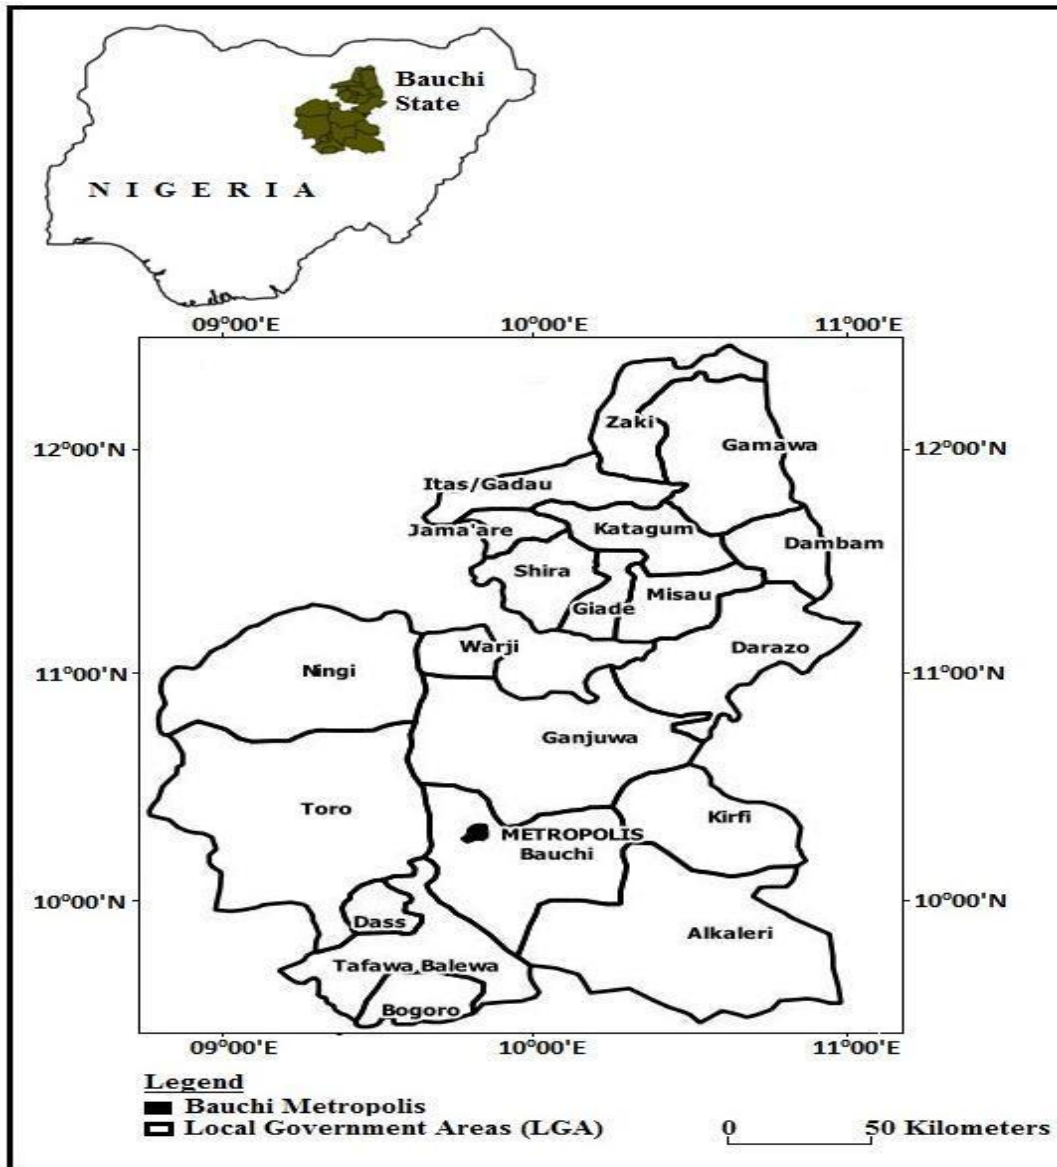 Bauchi
State
NIGERIA
09°00'E 10°00'E 11°00'E
Zaki
12°00'N Gamawa 12°00'N
Itas/Gadau
Jama'are Katagum
Dambam
Shira
Giade Misau
Warji Darazo
11°00'N Ningi 11°00'N
Ganjuwa
Toro Kirfi
METROPOLIS
Bauchi
10°00'N 10°00'N
Dass Alkaleri
Tafawa Balewa
Bogoro
09°00'E 10°00'E 11°00'E
Legend
Bauchi Metropolis
Local Government Areas (LGA)
0 50 Kilometers